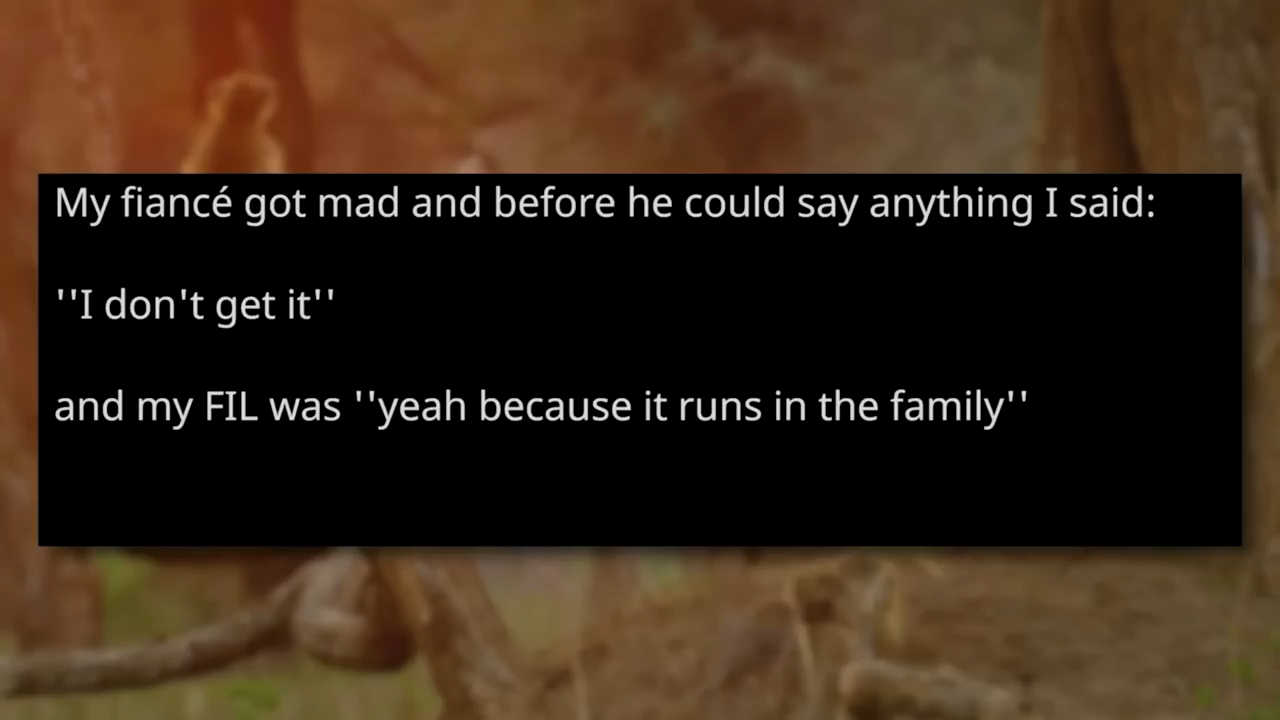 My fiancé got mad and before he could say anything I said:
''I don't get it''
and my FIL was ''yeah because it runs in the family''